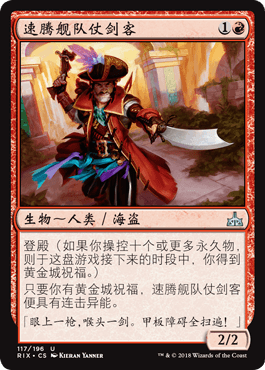 速腾舰队仗剑客 1
生物～人类／海盗
登殿（如果你操控十个或更多永久物，
则于这盘游戏接下来的时段中，你得到
黄金城祝福。）
只要你有黄金城祝福，速腾舰队仗剑客
便具有连击异能。
「眼上一枪，喉头一剑。甲板障碍全扫遍！」
2/2
117/196 U
RIX • CS KIERAN YANNER
™ & © 2018 Wizards of the Coast